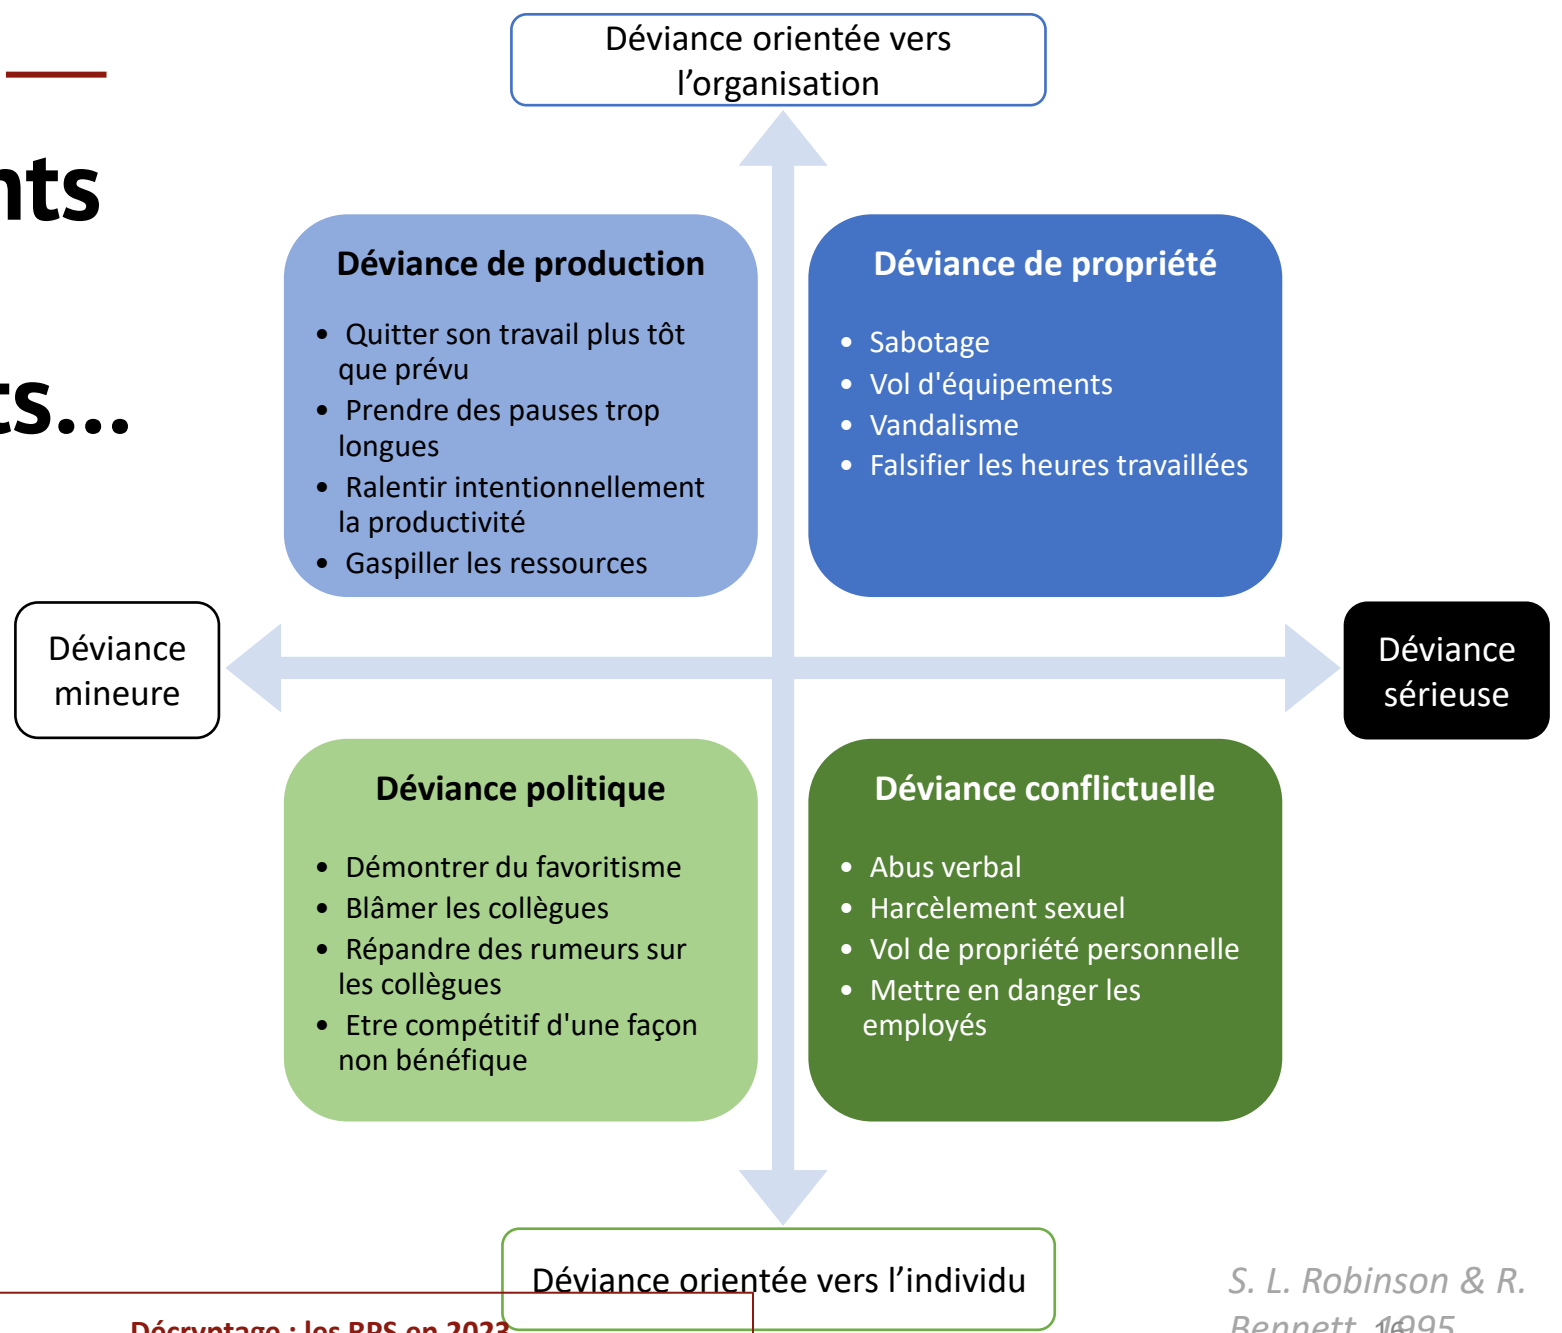 nts
ts...
Déviance orientée vers
l’organisation
Déviance de production
• Quitter son travail plus tôt
que prévu
• Prendre des pauses trop
longues
• Ralentir intentionnellement
la productivité
• Gaspiller les ressources
Déviance de propriété
• Sabotage
• Vol d'équipements
• Vandalisme
• Falsifier les heures travaillées
Déviance
mineure
Déviance
sérieuse
Déviance politique
• Démontrer du favoritisme
• Blâmer les collègues
• Répandre des rumeurs sur
les collègues
• Etre compétitif d'une façon
non bénéfique
Déviance conflictuelle
• Abus verbal
• Harcèlement sexuel
• Vol de propriété personnelle
• Mettre en danger les
employés
Déviance orientée vers l’individu
S. L. Robinson & R.
Bennett, 1995
16
Décryptage : les RPS en 2023